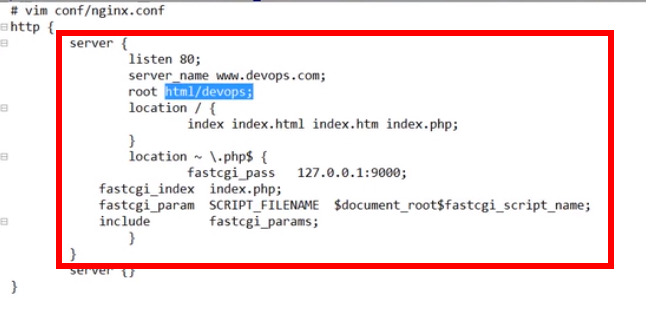 # vim conf/nginx.conf
http {
server {
listen 80;
server_name www.devops.com;
root html/devops;
location / {
index index.html index.htm index.php;
}
location ~ \.php$ {
fastcgi_pass 127.0.0.1:9000;
fastcgi_index index.php;
fastcgi_param SCRIPT_FILENAME $document_root$fastcgi_script_name;
include fastcgi_params;
}
}
server {}
}